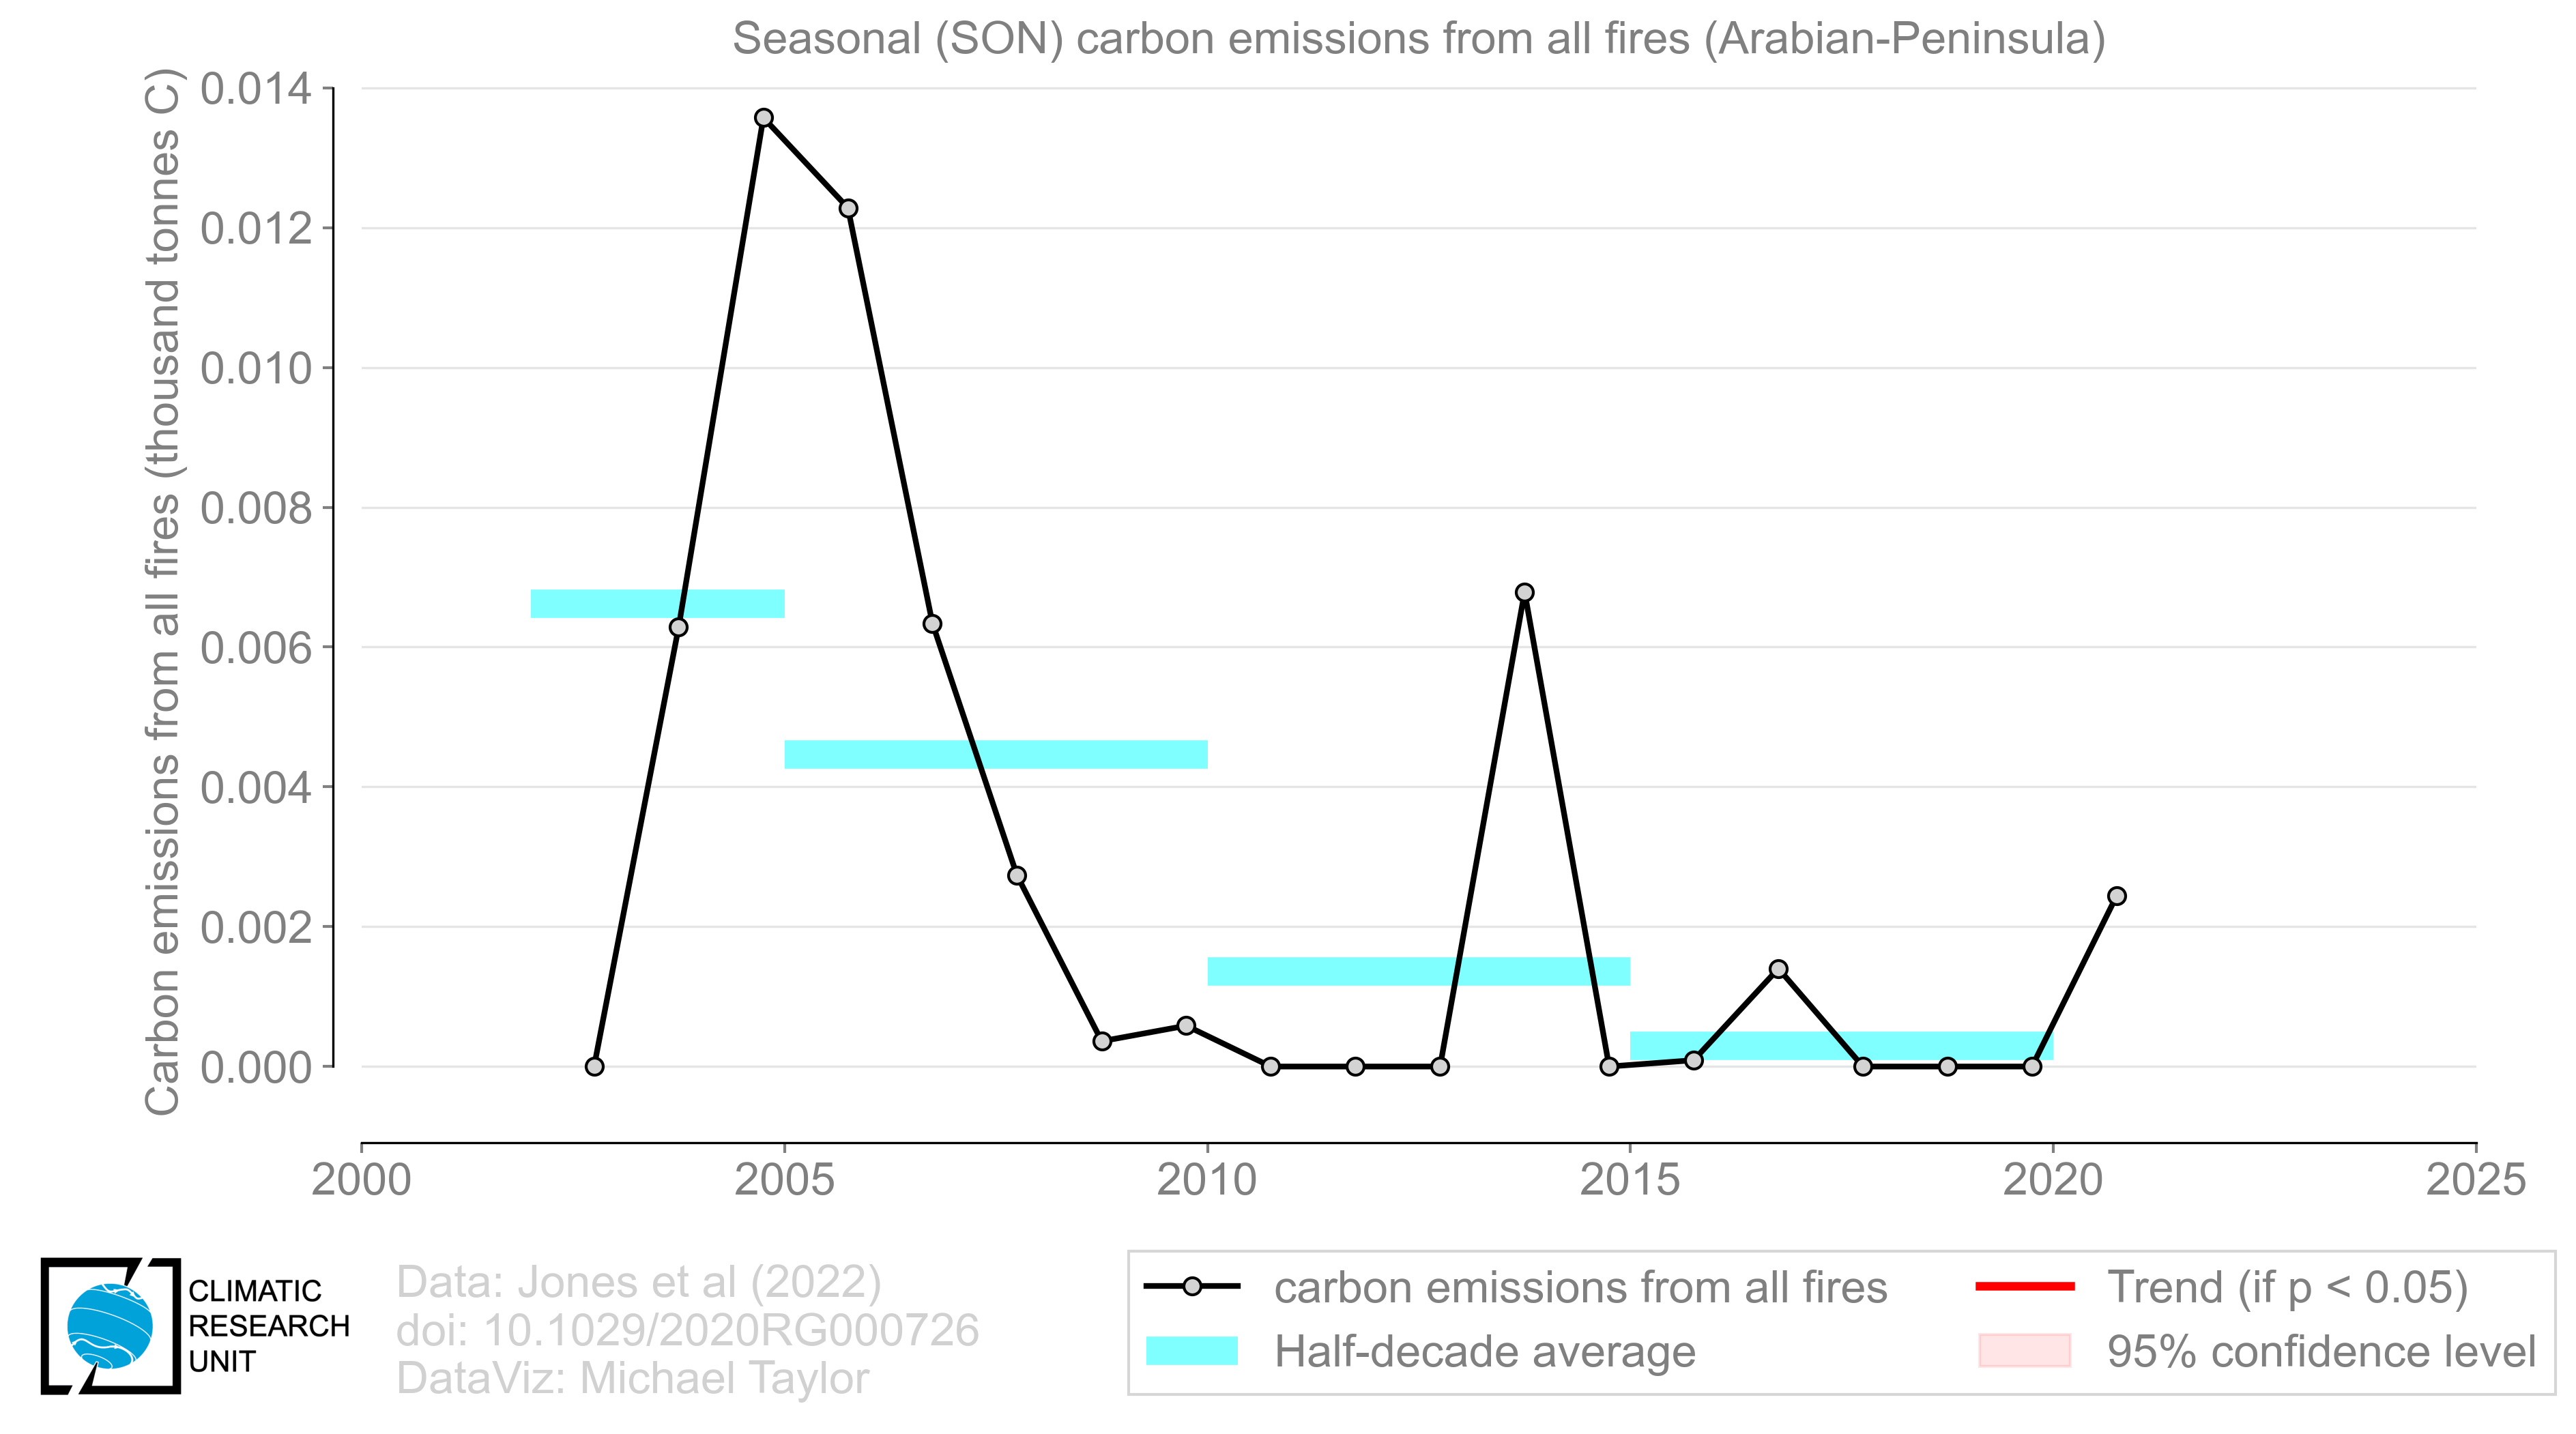 Seasonal (SON) carbon emissions from all fires (Arabian-Peninsula)
Carbon emissions from all fires (thousand tonnes C)
0.014
0.012
0.010
0.008
0.006
0.004
0.002
0.000
2000
2005
2010
2015
2020
2025
CLIMATIC
RESEARCH
UNIT
Data: Jones et al (2022)
doi: 10.1029/2020RG000726
DataViz: Michael Taylor
carbon emissions from all fires
Half-decade average
Trend (if p < 0.05)
95% confidence level